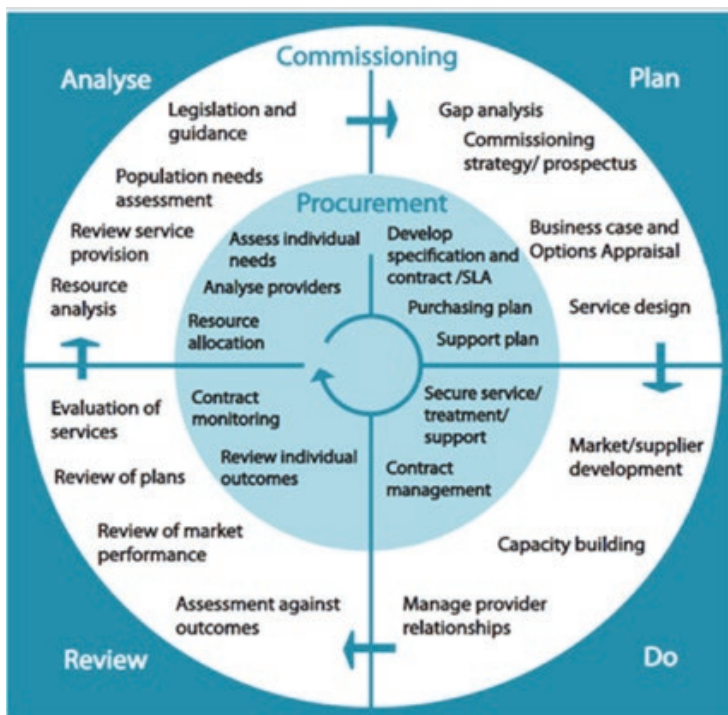 Commissioning
Analyse
Plan
Legislation and
guidance
Population needs
assessment
Review service
provision
Resource
analysis
Gap analysis
Commissioning
strategy/ prospectus
Business case and
Options Appraisal
Service design
Procurement
Assess individual
needs
Analyse providers
Resource
allocation
Develop
specification and
contract /SLA
Purchasing plan
Support plan
Contract
monitoring
Review individual
outcomes
Secure service/
treatment/
support
Contract
management
Evaluation of
services
Review of plans
Review of market
performance
Assessment against
outcomes
Market/supplier
development
Capacity building
Manage provider
relationships
Review
Do